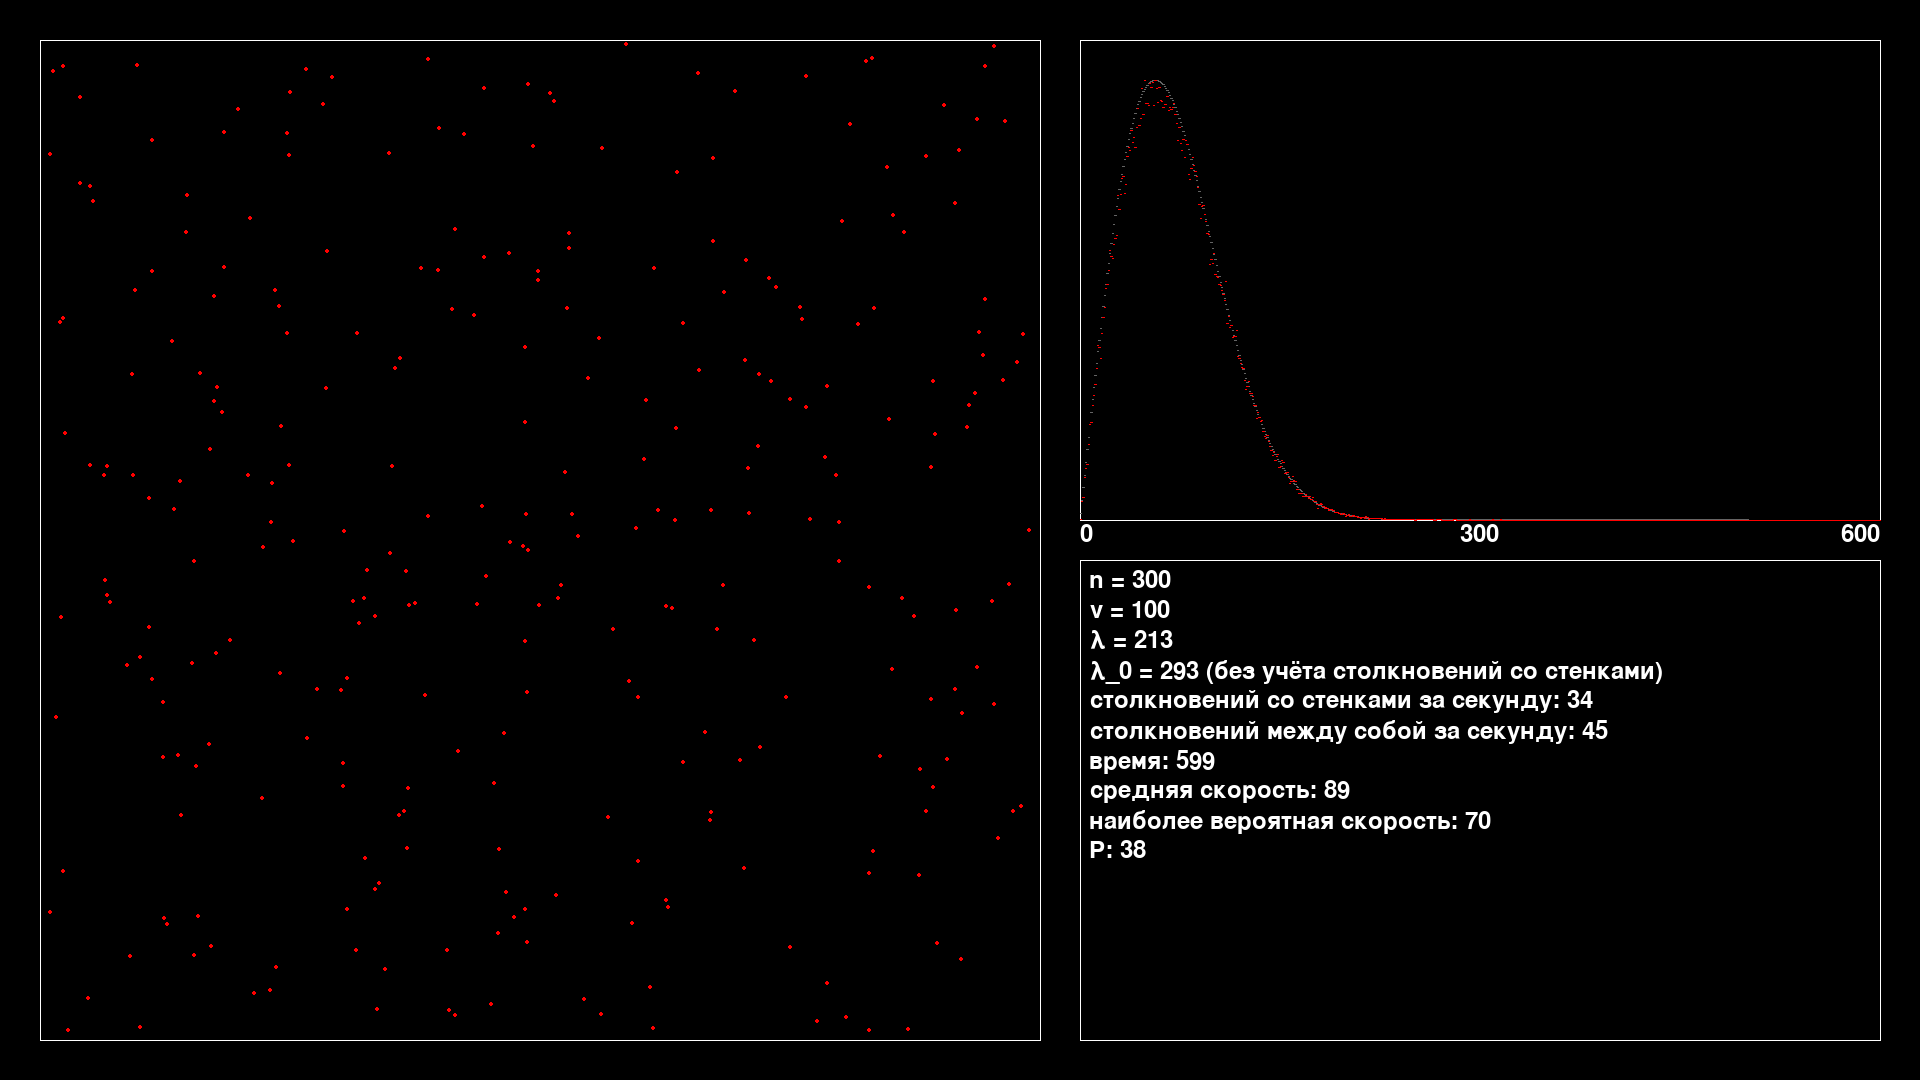 0 300 600
n = 300
v = 100
λ = 213
λ_0 = 293 (без учёта столкновений со стенками)
столкновений со стенками за секунду: 34
столкновений между собой за секунду: 45
время: 599
средняя скорость: 89
наиболее вероятная скорость: 70
P: 38